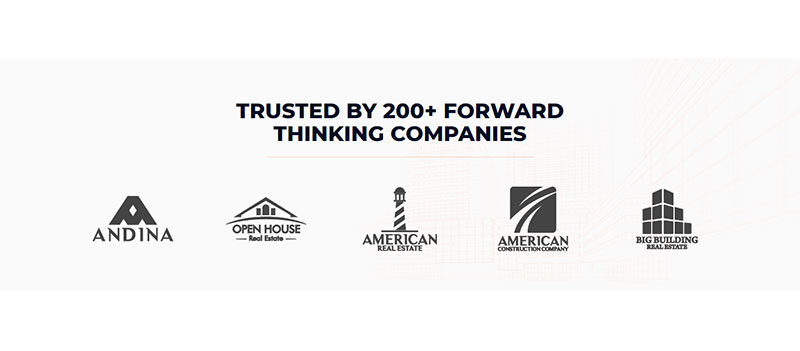 TRUSTED BY 200+ FORWARD
THINKING COMPANIES
ANDINA
OPEN HOUSE
Real Estate
AMERICAN
REAL ESTATE
AMERICAN
CONSTRUCTION COMPANY
BIG BUILDING
REAL ESTATE